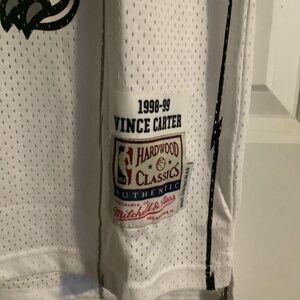 1998-99
VINCE CARTER
HARDWOOD
CLASSICS
AUTHENTIC
Mitchell & Ness